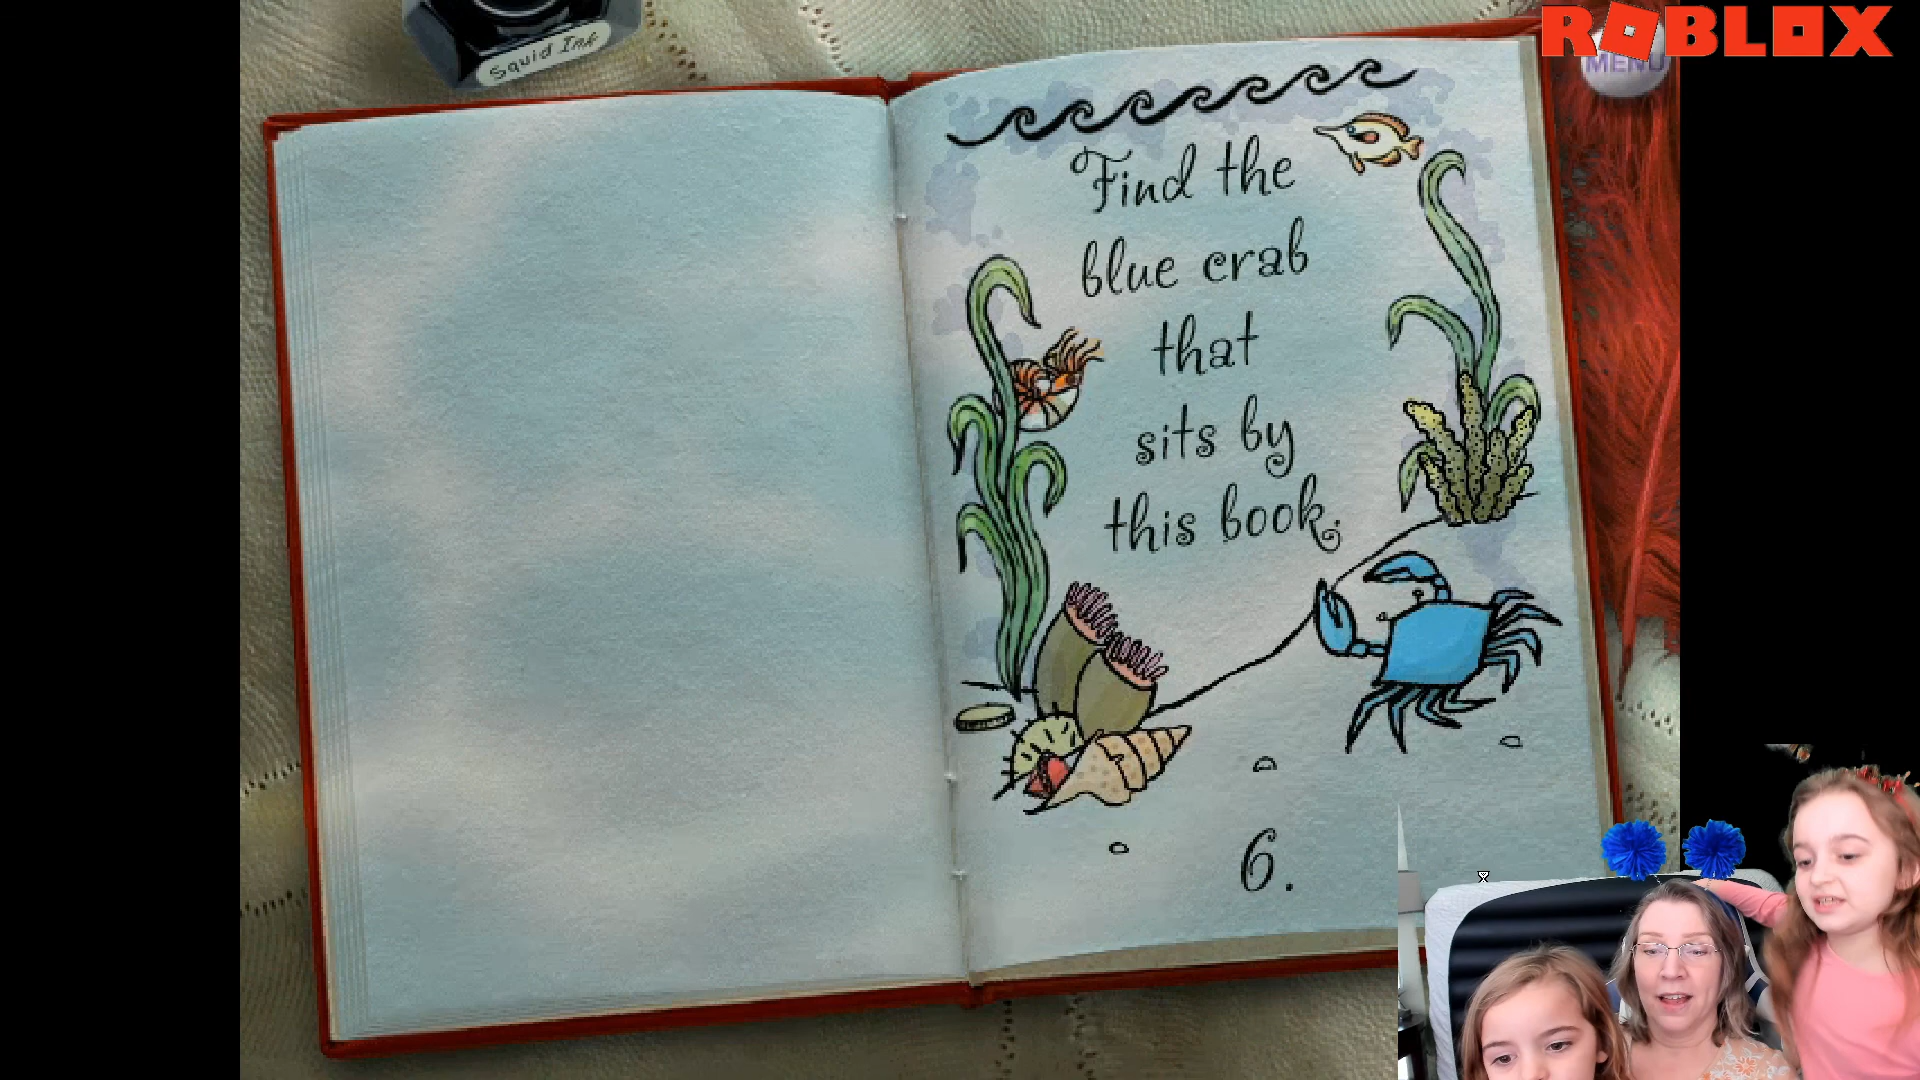 Squid Ink
ROBLOX
MENU
Find the
blue crab
that
sits by
this book.
6.